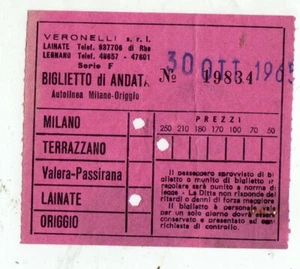 VERONELLI s. r. l.
LAINATE Telef. 937706 di Rho
LEGNANO Telef. 48657 - 47601
Serie F
30 OTT. 1965
BIGLIETTO di ANDATA № 19834
Autolinea Milano-Origgio
PREZZI
250 210 180 150 120 100 70 50
MILANO
TERRAZZANO
Valera-Passirana
LAINATE
ORIGGIO
Il passeggero sprovvisto di bi-
glietto o munito di biglietto ir-
regolare sarà punito a norma di
legge - La Ditta non risponde dei
ritardi o danni di forza maggiore
Il biglietto è personale vale
per un solo giorno dovrà essere
conservato e presentato ad ogni
richiesta di controllo.